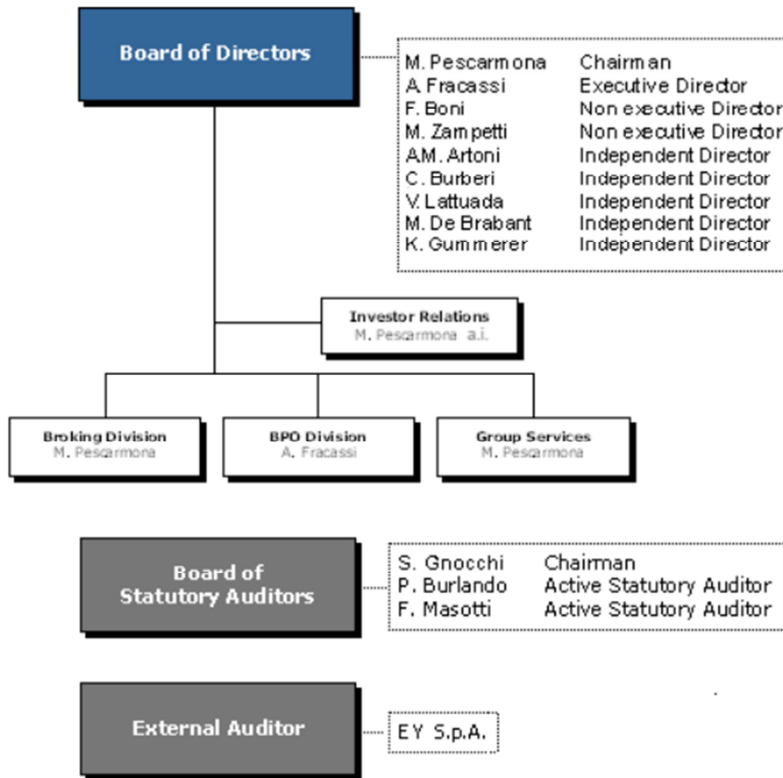 Board of Directors
M. Pescarmona Chairman
A. Fracassi Executive Director
F. Boni Non executive Director
M. Zampetti Non executive Director
A.M. Artoni Independent Director
C. Burberi Independent Director
V. Lattuada Independent Director
M. De Brabant Independent Director
K. Gummerer Independent Director
Investor Relations
M. Pescarmona a.i.
Broking Division
M. Pescarmona
BPO Division
A. Fracassi
Group Services
M. Pescarmona
Board of
Statutory Auditors
S. Gnocchi Chairman
P. Burlando Active Statutory Auditor
F. Masotti Active Statutory Auditor
External Auditor
EY S.p.A.